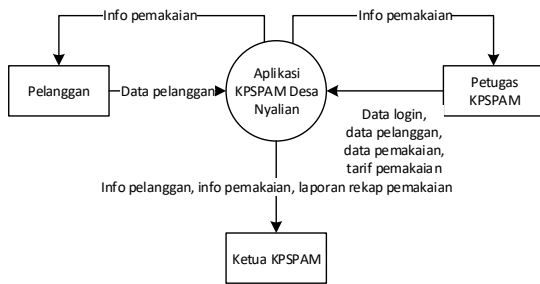 Info pemakaian
Info pemakaian
Pelanggan
Data pelanggan
Aplikasi
KPSPAM Desa
Nyalian
Petugas
KPSPAM
Data login,
data pelanggan,
data pemakaian,
tarif pemakaian
Info pelanggan, info pemakaian, laporan rekap pemakaian
Ketua KPSPAM